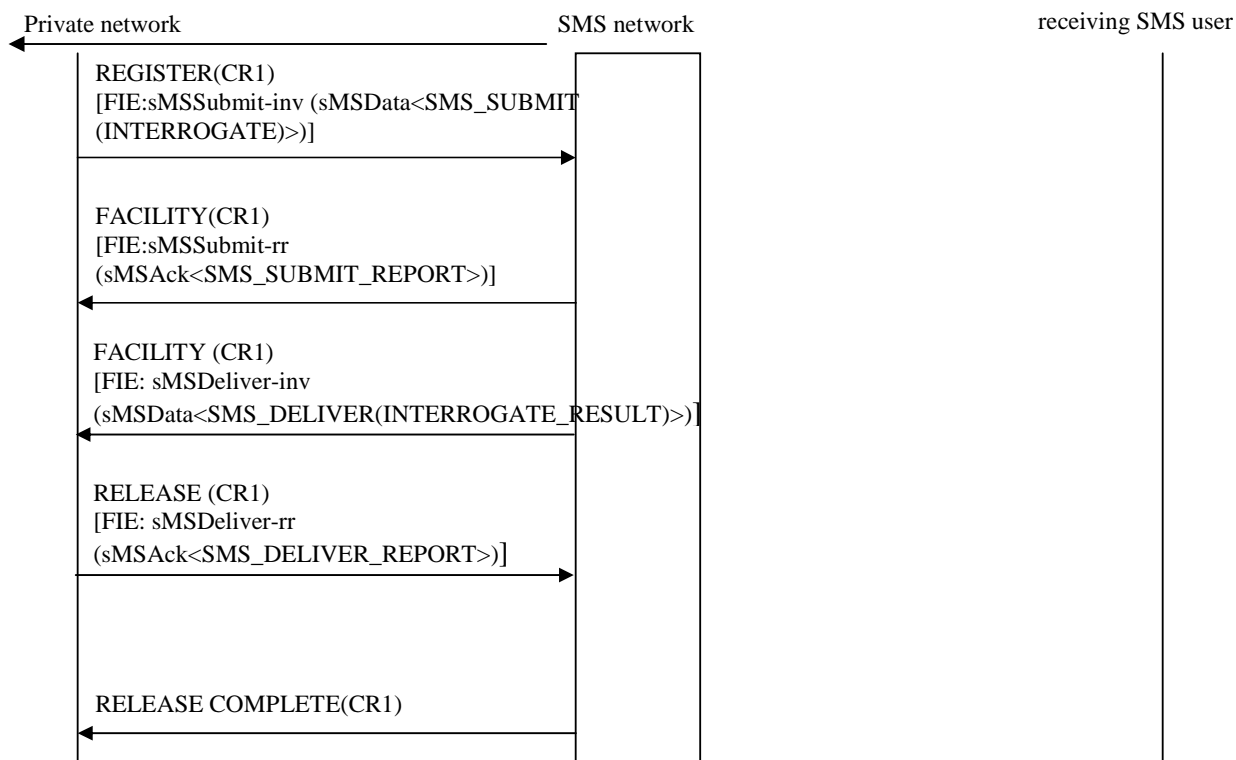 Private network
SMS network
receiving SMS user
REGISTER(CR1)
[FIE:sMSSubmit-inv (sMSData<SMS_SUBMIT
(INTERROGATE)>)]
FACILITY(CR1)
[FIE:sMSSubmit-rr
(sMSAck<SMS_SUBMIT_REPORT>)]
FACILITY (CR1)
[FIE: sMSDeliver-inv
(sMSData<SMS_DELIVER(INTERROGATE_RESULT)>)]
RELEASE (CR1)
[FIE: sMSDeliver-rr
(sMSAck<SMS_DELIVER_REPORT>)]
RELEASE COMPLETE(CR1)